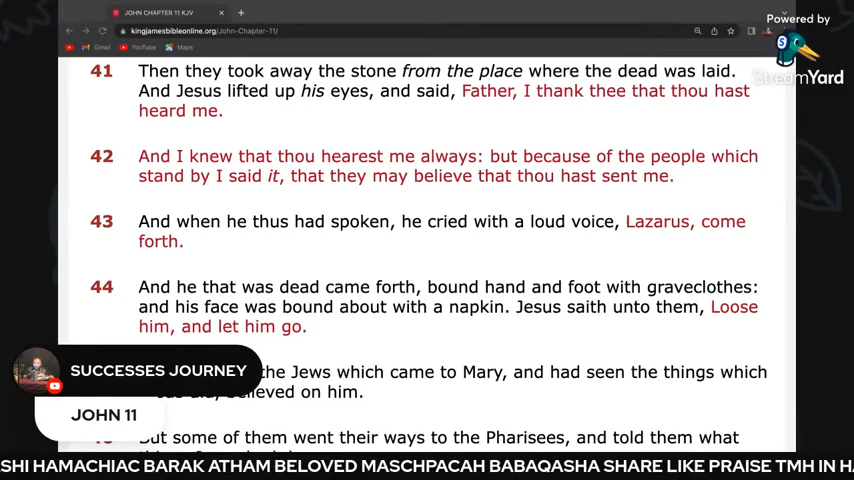 JOHN CHAPTER 11 KJV
Powered by
kingjamesbibleonline.org/John-Chapter-11/
Gmail YouTube Maps
StreamYard
41 Then they took away the stone from the place where the dead was laid.
And Jesus lifted up his eyes, and said, Father, I thank thee that thou hast
heard me.
42 And I knew that thou hearest me always: but because of the people which
stand by I said it, that they may believe that thou hast sent me.
43 And when he thus had spoken, he cried with a loud voice, Lazarus, come
forth.
44 And he that was dead came forth, bound hand and foot with graveclothes:
and his face was bound about with a napkin. Jesus saith unto them, Loose
him, and let him go.
SUCCESSES JOURNEY
the Jews which came to Mary, and had seen the things which
believed on him.
JOHN 11
But some of them went their ways to the Pharisees, and told them what
ASHI HAMACHIAC BARAK ATHAM BELOVED MASCHPACAH BABAQASHA SHARE LIKE PRAISE TMH IN HA